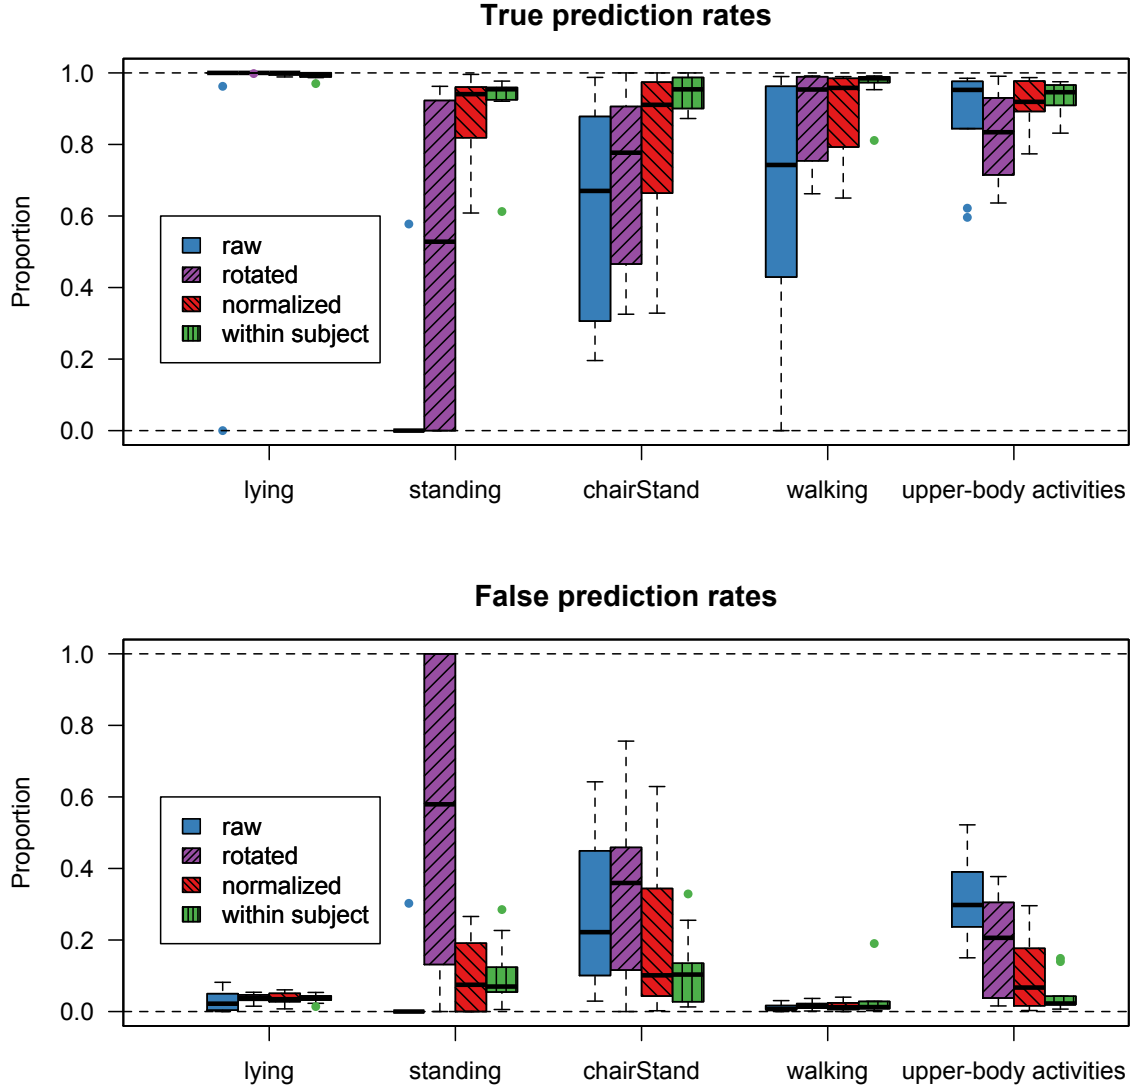 True prediction rates
Proportion
1.0
0.8
0.6
0.4
0.2
0.0
raw
rotated
normalized
within subject
lying standing chairStand walking upper-body activities
False prediction rates
Proportion
1.0
0.8
0.6
0.4
0.2
0.0
raw
rotated
normalized
within subject
lying standing chairStand walking upper-body activities